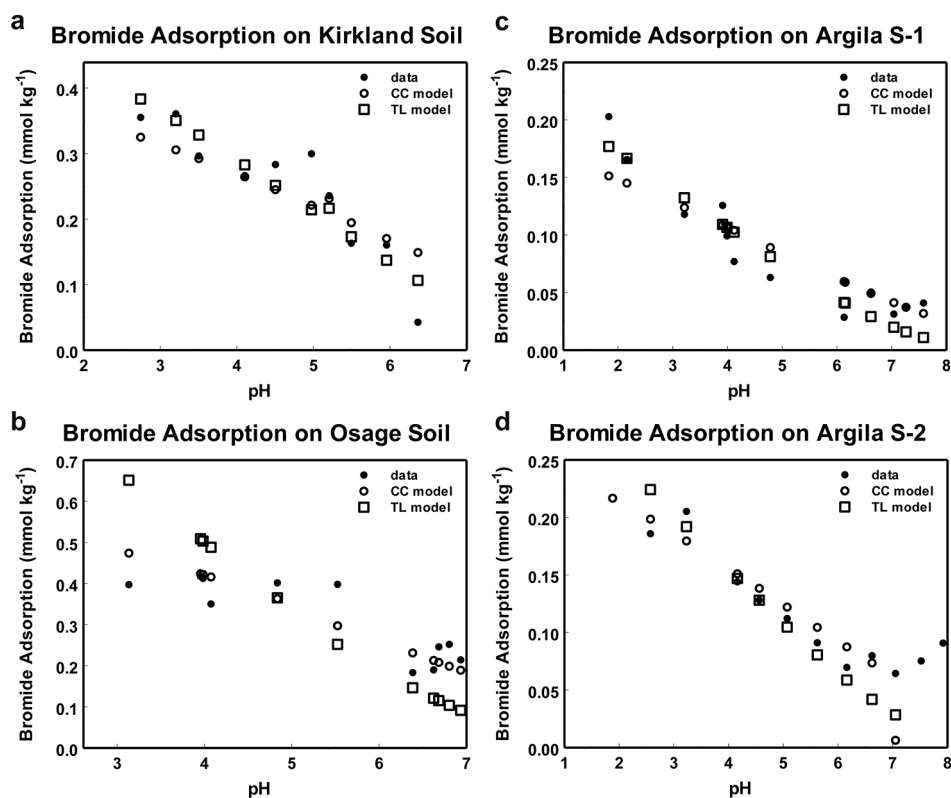 a
Bromide Adsorption on Kirkland Soil
Bromide Adsorption (mmol kg⁻¹)
0.4
0.3
0.2
0.1
0.0
data
CC model
TL model
2 3 4 5 6 7
pH
c
Bromide Adsorption on Argila S-1
Bromide Adsorption (mmol kg⁻¹)
0.25
0.20
0.15
0.10
0.05
0.00
data
CC model
TL model
1 2 3 4 5 6 7 8
pH
b
Bromide Adsorption on Osage Soil
Bromide Adsorption (mmol kg⁻¹)
0.7
0.6
0.5
0.4
0.3
0.2
0.1
0.0
data
CC model
TL model
3 4 5 6 7
pH
d
Bromide Adsorption on Argila S-2
Bromide Adsorption (mmol kg⁻¹)
0.25
0.20
0.15
0.10
0.05
0.00
data
CC model
TL model
1 2 3 4 5 6 7 8
pH